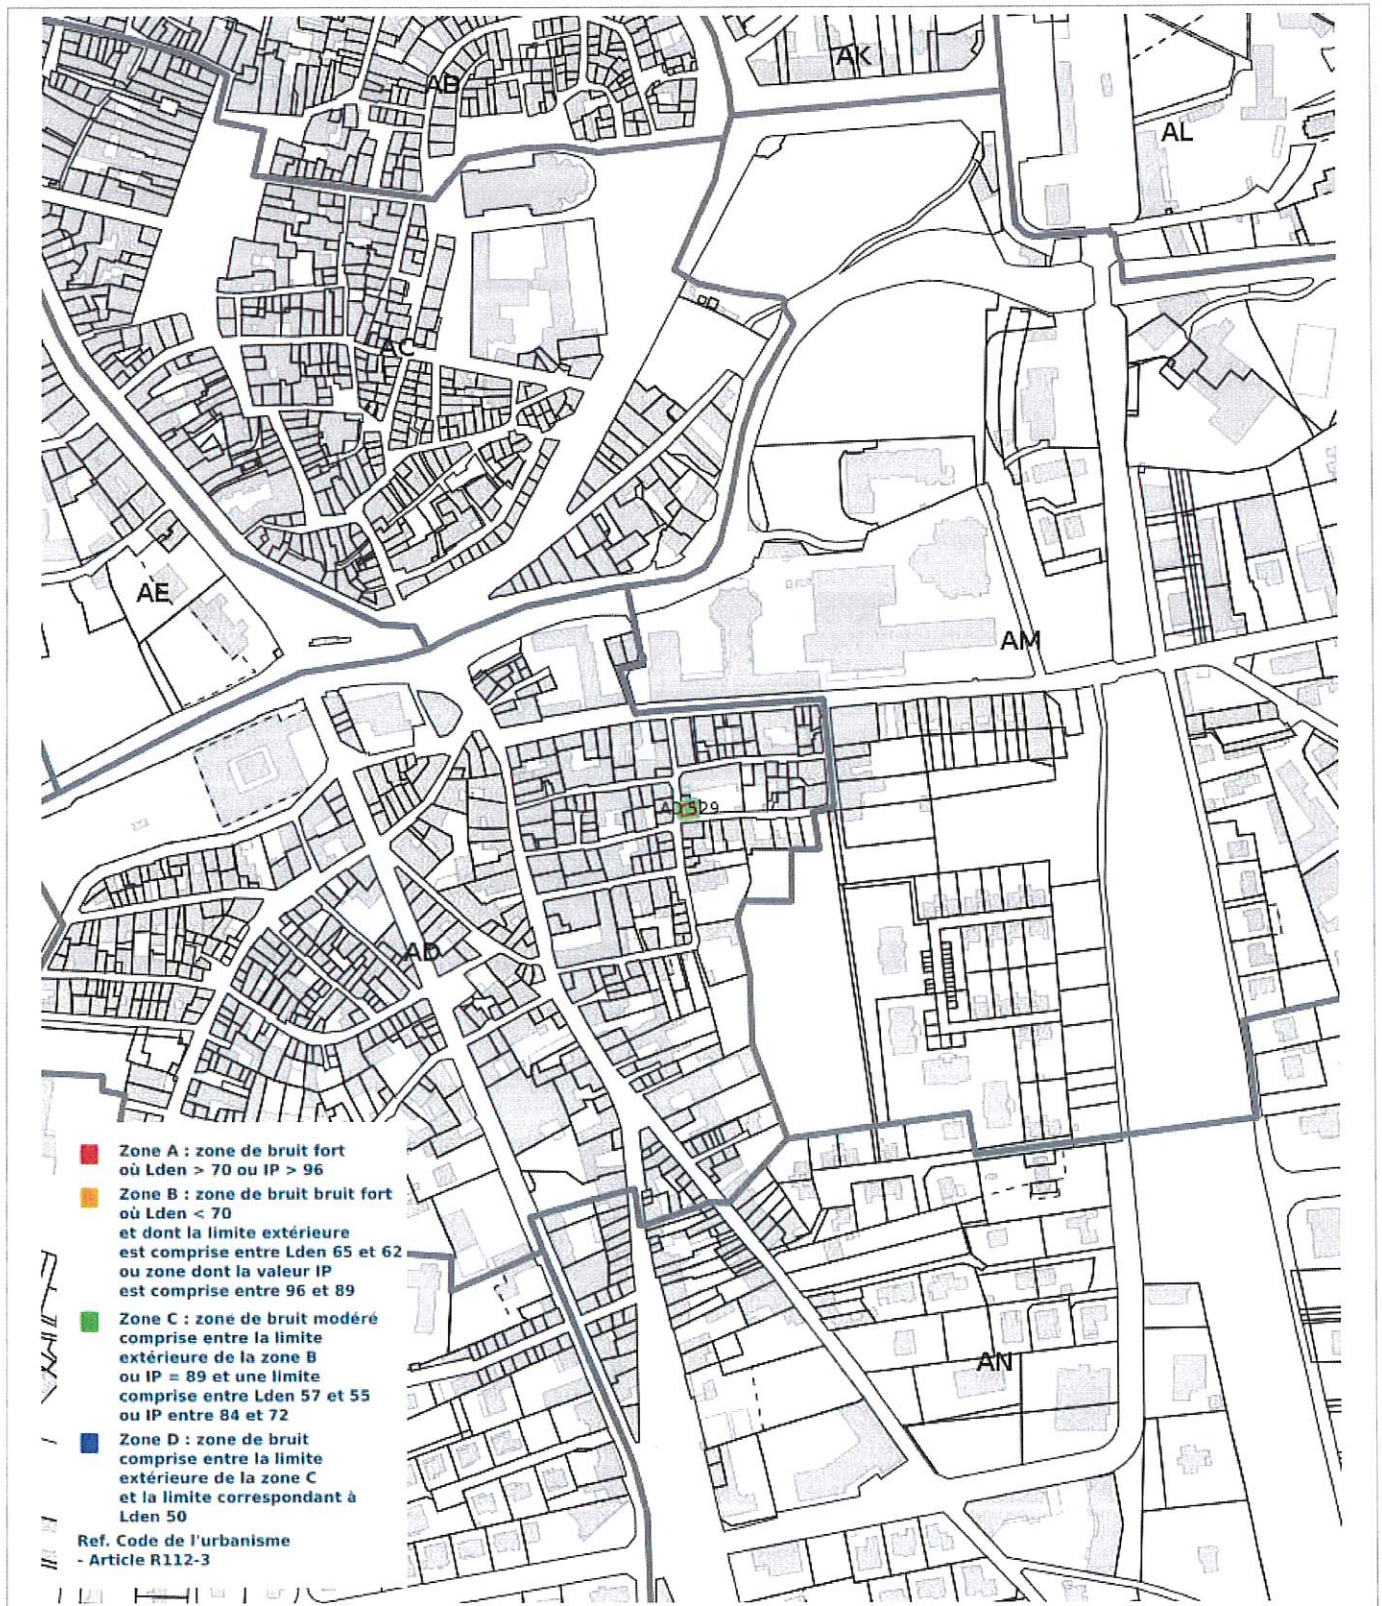 AB
AK
AL
AC
AE
AM
AD 529
AD
Zone A : zone de bruit fort
où Lden > 70 ou IP > 96
Zone B : zone de bruit bruit fort
où Lden < 70
et dont la limite extérieure
est comprise entre Lden 65 et 62
ou zone dont la valeur IP
est comprise entre 96 et 89
Zone C : zone de bruit modéré
comprise entre la limite
extérieure de la zone B
ou IP = 89 et une limite
comprise entre Lden 57 et 55
ou IP entre 84 et 72
AN
Zone D : zone de bruit
comprise entre la limite
extérieure de la zone C
et la limite correspondant à
Lden 50
Ref. Code de l'urbanisme
- Article R112-3